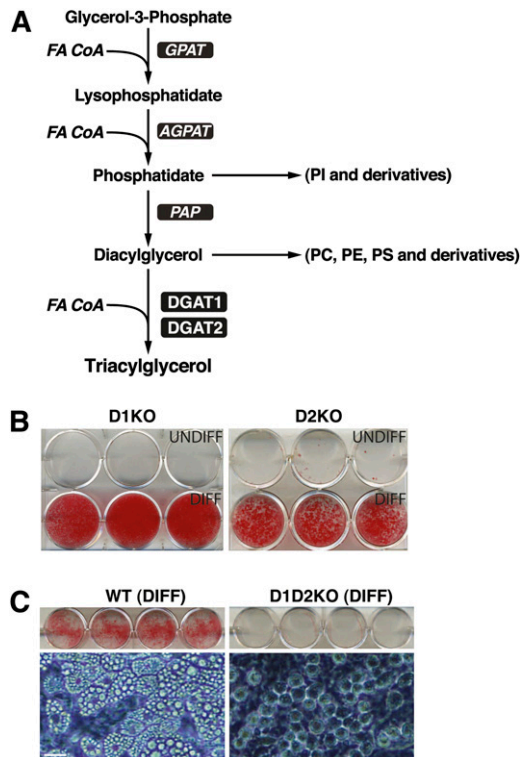 A
Glycerol-3-Phosphate
FA CoA
GPAT
Lysophosphatidate
FA CoA
AGPAT
Phosphatidate
(PI and derivatives)
PAP
Diacylglycerol
(PC, PE, PS and derivatives)
FA CoA
DGAT1
DGAT2
Triacylglycerol
B
D1KO
D2KO
UNDIFF
UNDIFF
DIFF
DIFF
C
WT (DIFF)
D1D2KO (DIFF)